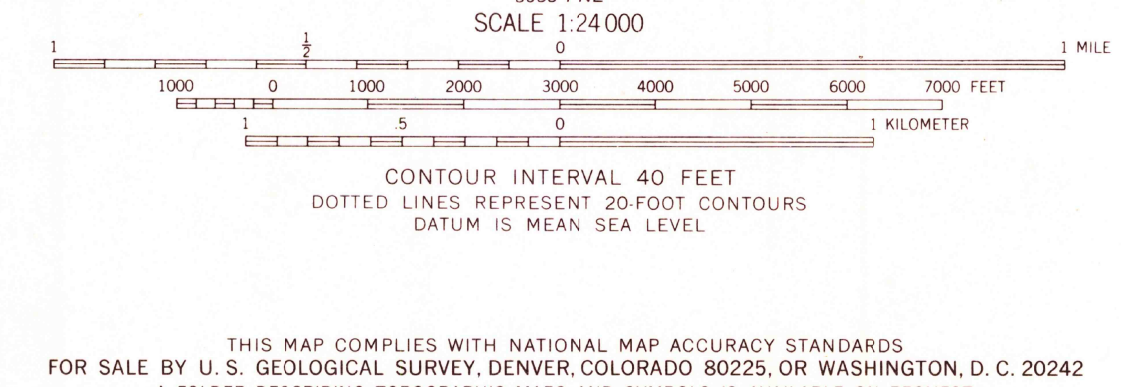 SCALE 1:24 000
1 ½ 0 1 MILE
1000 0 1000 2000 3000 4000 5000 6000 7000 FEET
1 .5 0 1 KILOMETER
CONTOUR INTERVAL 40 FEET
DOTTED LINES REPRESENT 20-FOOT CONTOURS
DATUM IS MEAN SEA LEVEL
THIS MAP COMPLIES WITH NATIONAL MAP ACCURACY STANDARDS
FOR SALE BY U. S. GEOLOGICAL SURVEY, DENVER, COLORADO 80225, OR WASHINGTON, D. C. 20242